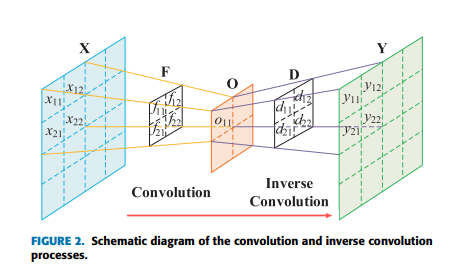 X
F
O
D
Y
x11 x12
x21 x22
f11 f12
f21 f22
o11
d11 d12
d21 d22
y11 y12
y21 y22
Convolution
Inverse
Convolution
FIGURE 2. Schematic diagram of the convolution and inverse convolution
processes.